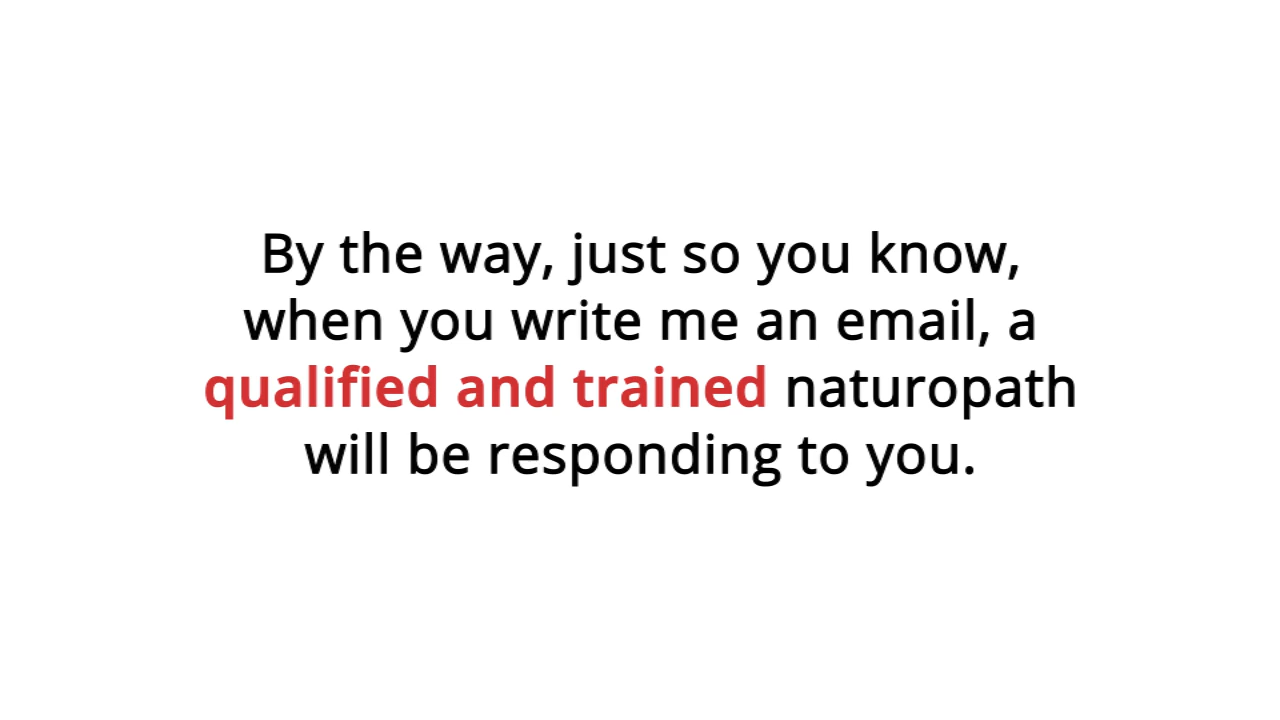 By the way, just so you know,
when you write me an email, a
qualified and trained naturopath
will be responding to you.